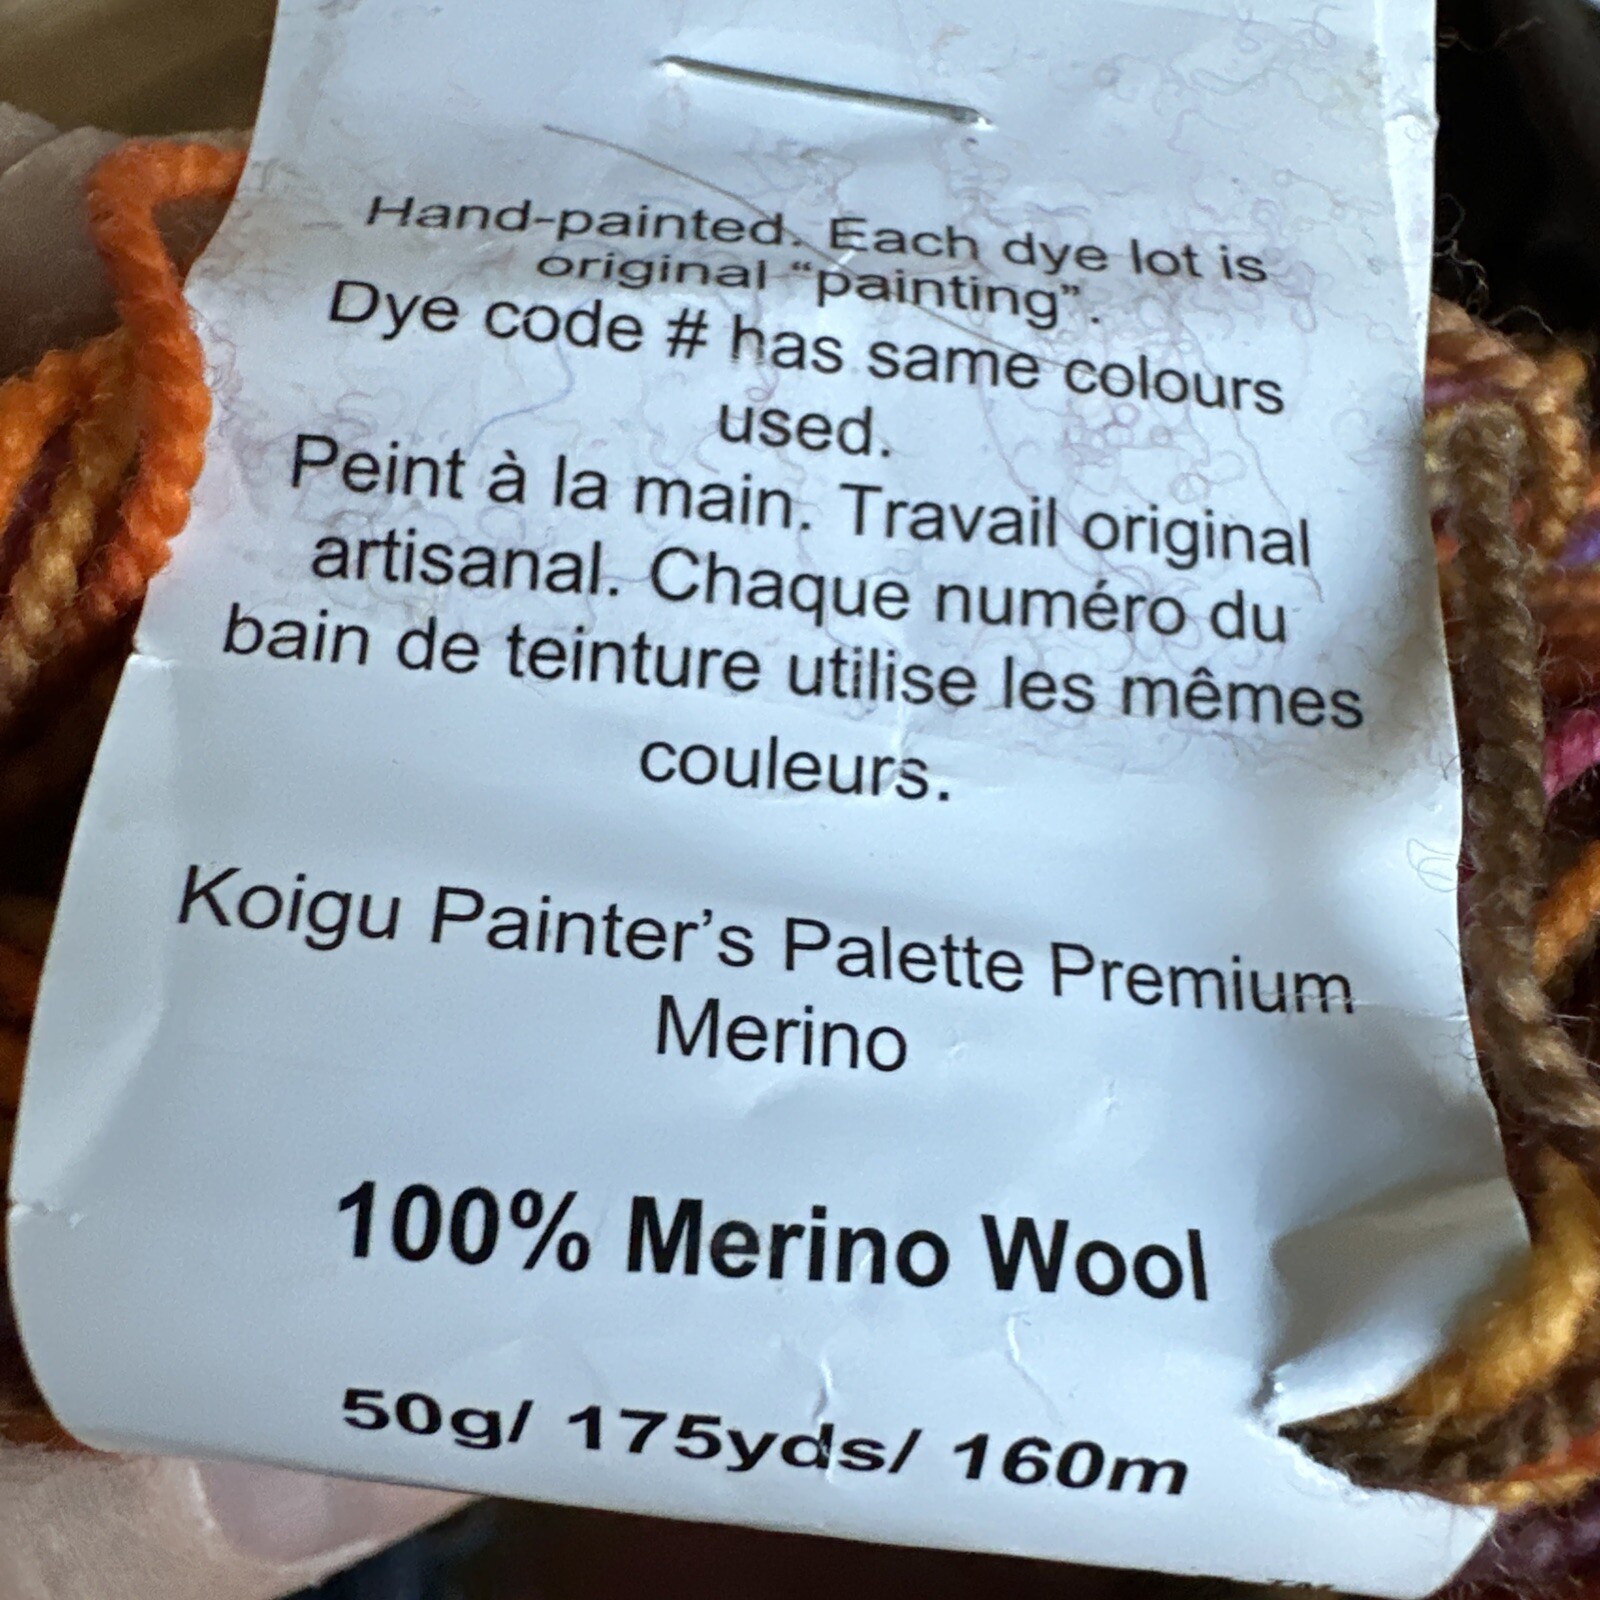 Hand-painted. Each dye lot is
original “painting”.
Dye code # has same colours
used.
Peint à la main. Travail original
artisanal. Chaque numéro du
bain de teinture utilise les mêmes
couleurs.
Koigu Painter’s Palette Premium
Merino
100% Merino Wool
50g/ 175yds/ 160m